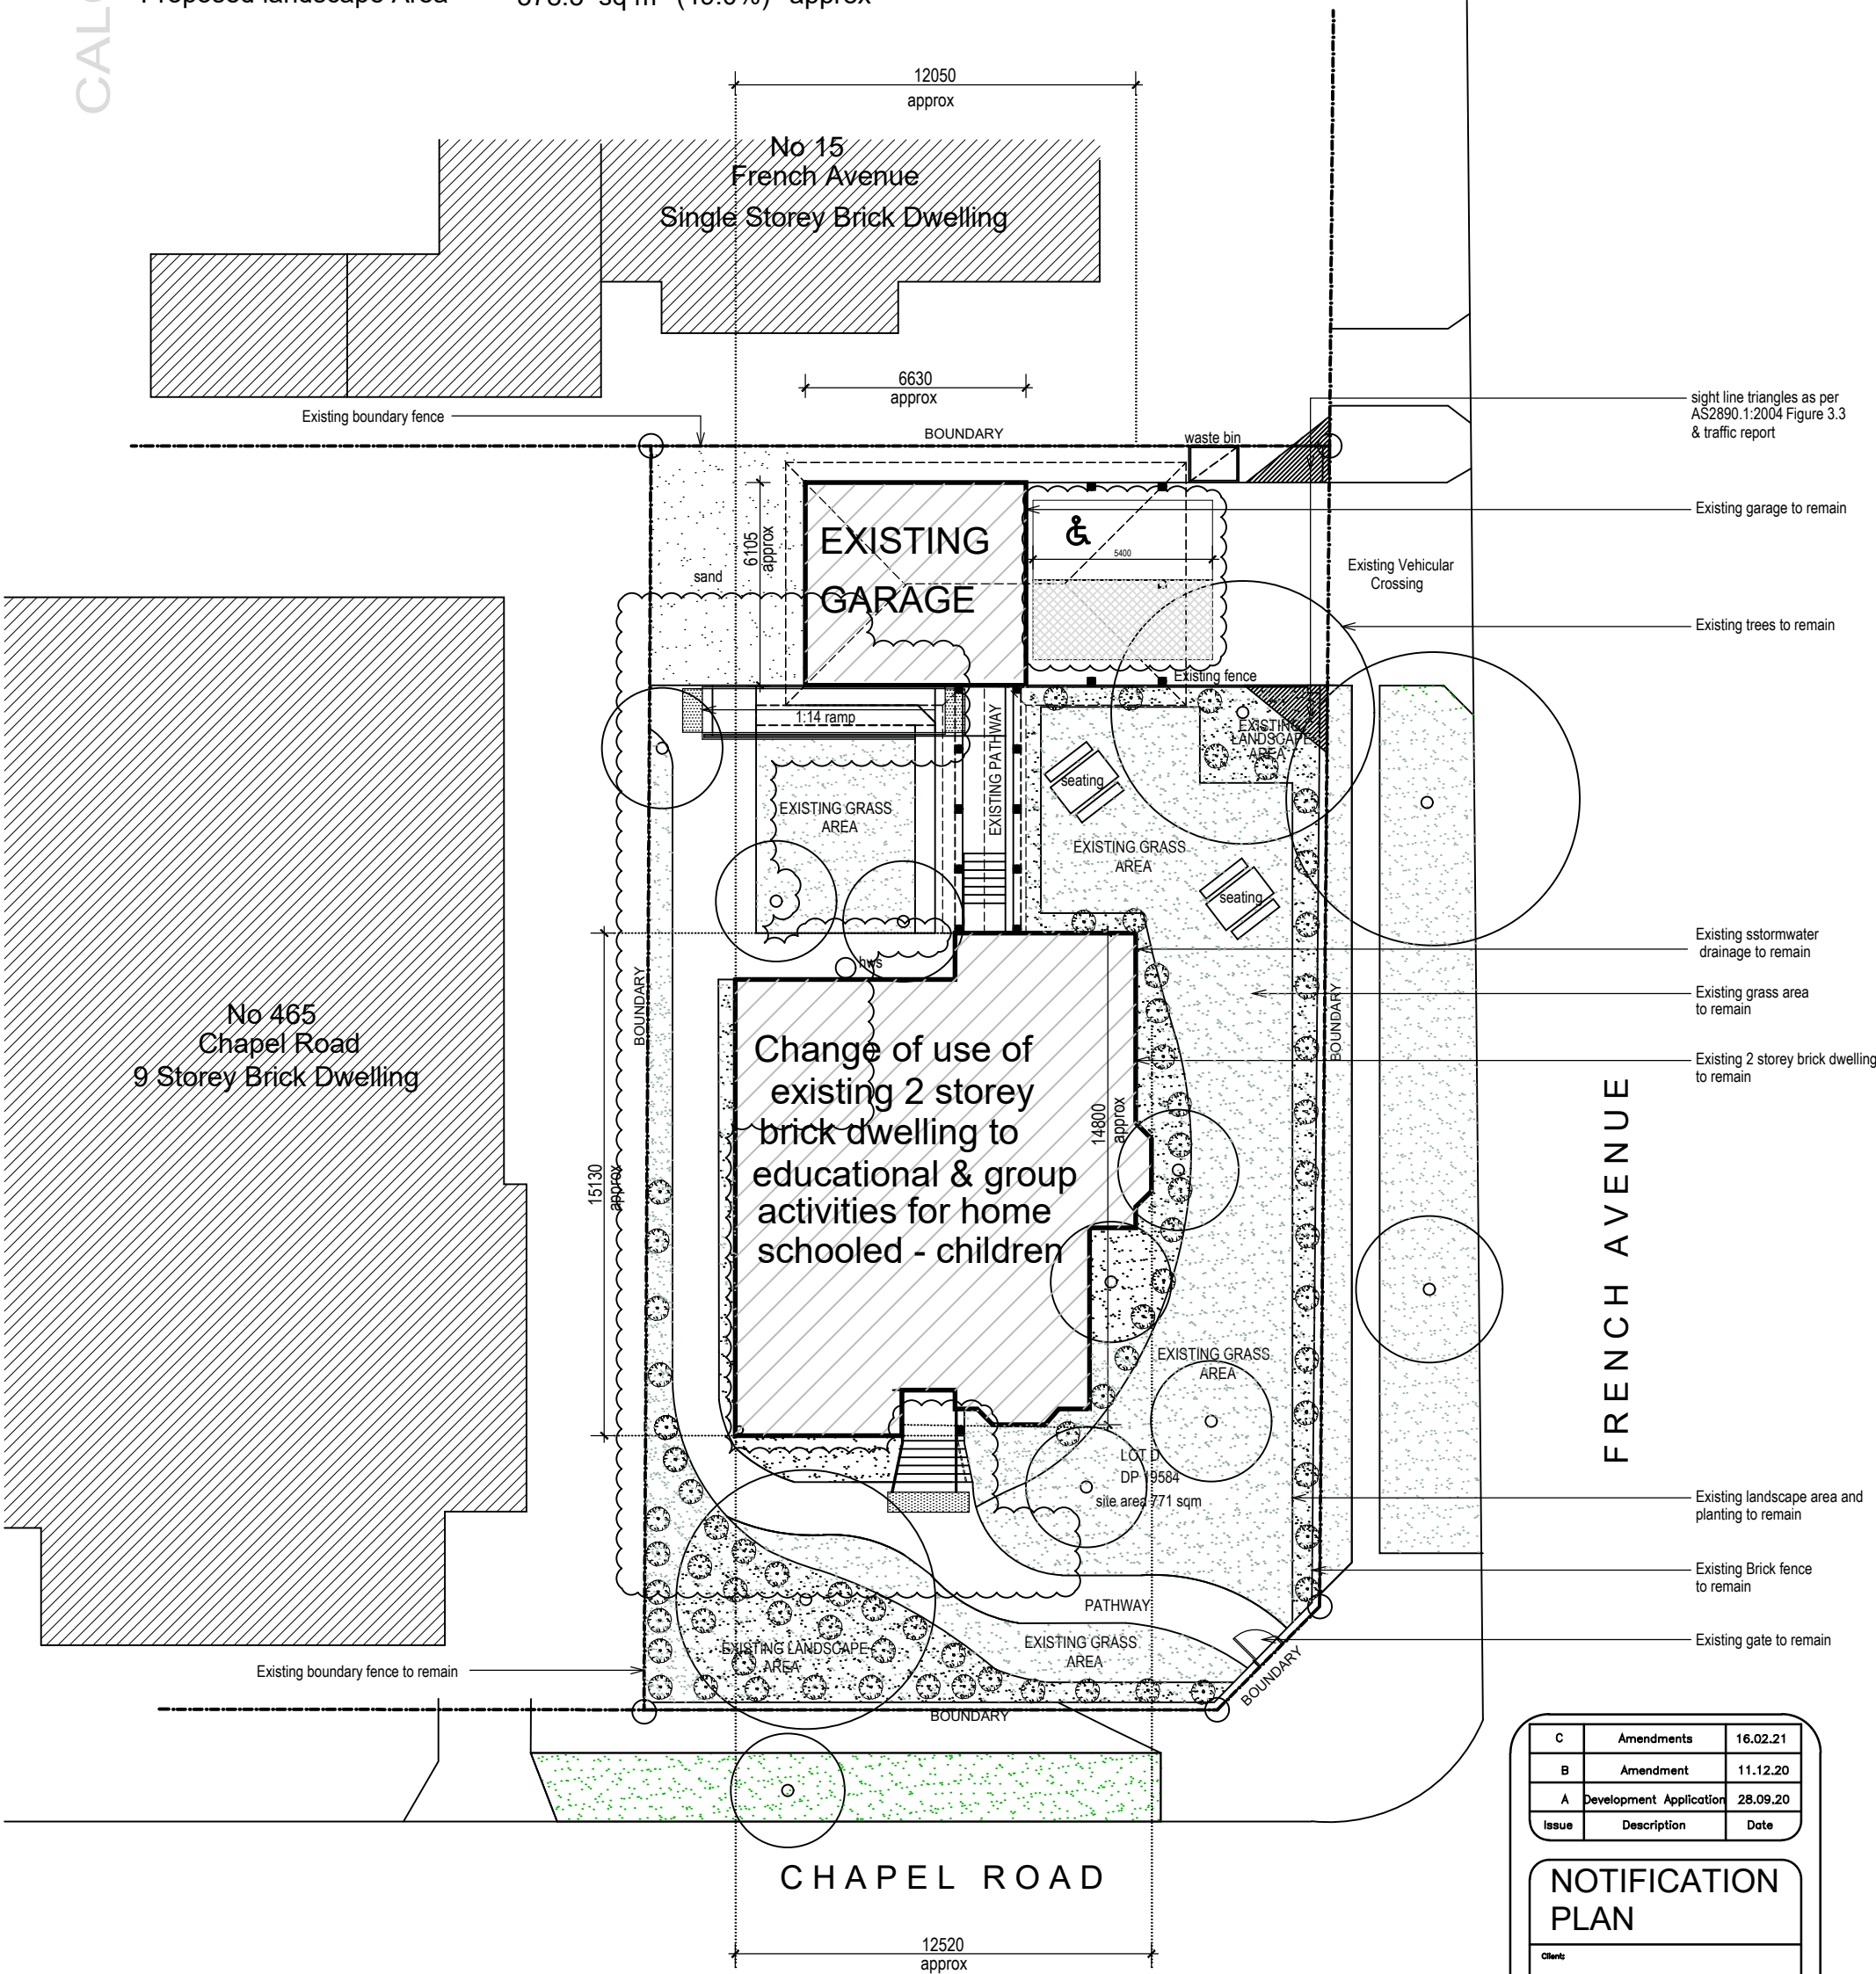 12050
approx
No 15
French Avenue
Single Storey Brick Dwelling
6630
approx
Existing boundary fence
BOUNDARY
waste bin
sight line triangles as per
AS2890.1:2004 Figure 3.3
& traffic report
Existing garage to remain
EXISTING
GARAGE
6105
approx
sand
5400
Existing Vehicular
Crossing
Existing trees to remain
Existing fence
1:14 ramp
EXISTING PATHWAY
EXISTING
LANDSCAPE
AREA
seating
EXISTING GRASS
AREA
EXISTING GRASS
AREA
seating
Existing sstormwater
drainage to remain
hws
BOUNDARY
BOUNDARY
Existing grass area
to remain
No 465
Chapel Road
9 Storey Brick Dwelling
Change of use of
existing 2 storey
brick dwelling to
educational & group
activities for home
schooled - children
14800
approx
Existing 2 storey brick dwelling
to remain
15130
approx
FRENCH AVENUE
EXISTING GRASS
AREA
LOT D
DP 19584
site area 771 sqm
Existing landscape area and
planting to remain
Existing Brick fence
to remain
PATHWAY
EXISTING LANDSCAPE
AREA
EXISTING GRASS
AREA
Existing gate to remain
BOUNDARY
Existing boundary fence to remain
BOUNDARY
CHAPEL ROAD
12520
approx
C Amendments 16.02.21
B Amendment 11.12.20
A Development Application 28.09.20
Issue Description Date
NOTIFICATION
PLAN
Client: